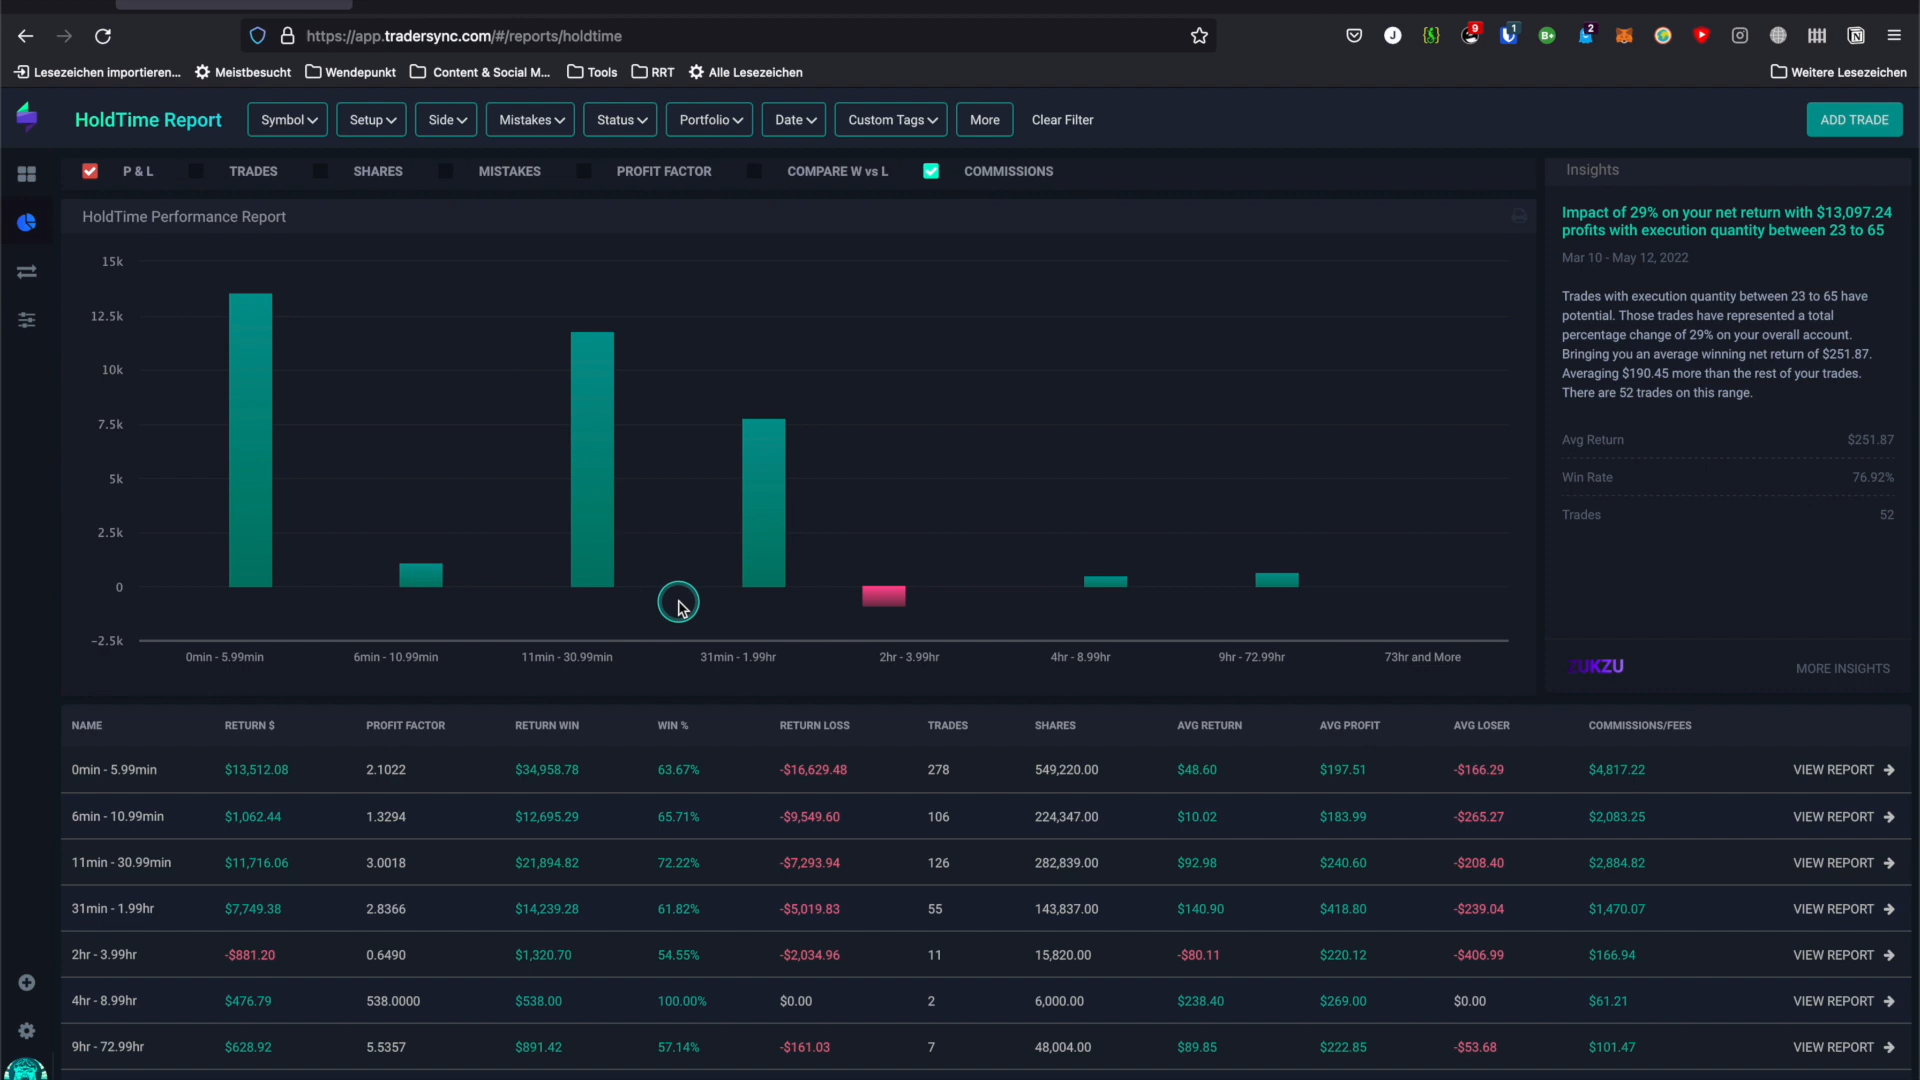 https://app.tradersync.com/#/reports/holdtime
J
9
1
B+
2
Lesezeichen importieren...
Meistbesucht
Wendepunkt
Content & Social M...
Tools
RRT
Alle Lesezeichen
Weitere Lesezeichen
HoldTime Report
Symbol
Setup
Side
Mistakes
Status
Portfolio
Date
Custom Tags
More
Clear Filter
ADD TRADE
P & L
TRADES
SHARES
MISTAKES
PROFIT FACTOR
COMPARE W vs L
COMMISSIONS
HoldTime Performance Report
15k
12.5k
10k
7.5k
5k
2.5k
0
−2.5k
0min - 5.99min
6min - 10.99min
11min - 30.99min
31min - 1.99hr
2hr - 3.99hr
4hr - 8.99hr
9hr - 72.99hr
73hr and More
Insights
Impact of 29% on your net return with $13,097.24
profits with execution quantity between 23 to 65
Mar 10 - May 12, 2022
Trades with execution quantity between 23 to 65 have
potential. Those trades have represented a total
percentage change of 29% on your overall account.
Bringing you an average winning net return of $251.87.
Averaging $190.45 more than the rest of your trades.
There are 52 trades on this range.
Avg Return $251.87
Win Rate 76.92%
Trades 52
ZUKZU
MORE INSIGHTS
NAME RETURN $ PROFIT FACTOR RETURN WIN WIN % RETURN LOSS TRADES SHARES AVG RETURN AVG PROFIT AVG LOSER COMMISSIONS/FEES
0min - 5.99min $13,512.08 2.1022 $34,958.78 63.67% -$16,629.48 278 549,220.00 $48.60 $197.51 -$166.29 $4,817.22 VIEW REPORT
6min - 10.99min $1,062.44 1.3294 $12,695.29 65.71% -$9,549.60 106 224,347.00 $10.02 $183.99 -$265.27 $2,083.25 VIEW REPORT
11min - 30.99min $11,716.06 3.0018 $21,894.82 72.22% -$7,293.94 126 282,839.00 $92.98 $240.60 -$208.40 $2,884.82 VIEW REPORT
31min - 1.99hr $7,749.38 2.8366 $14,239.28 61.82% -$5,019.83 55 143,837.00 $140.90 $418.80 -$239.04 $1,470.07 VIEW REPORT
2hr - 3.99hr -$881.20 0.6490 $1,320.70 54.55% -$2,034.96 11 15,820.00 -$80.11 $220.12 -$406.99 $166.94 VIEW REPORT
4hr - 8.99hr $476.79 538.0000 $538.00 100.00% $0.00 2 6,000.00 $238.40 $269.00 $0.00 $61.21 VIEW REPORT
9hr - 72.99hr $628.92 5.5357 $891.42 57.14% -$161.03 7 48,004.00 $89.85 $222.85 -$53.68 $101.47 VIEW REPORT